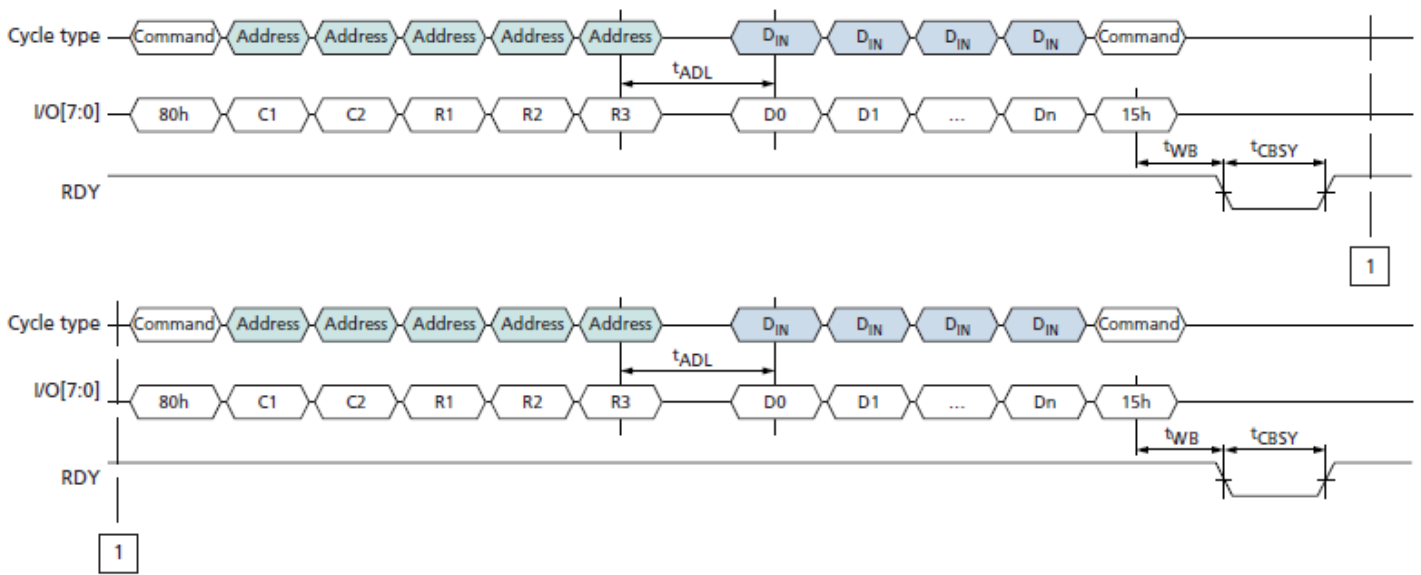 Cycle type Command Address Address Address Address Address DIN DIN DIN DIN Command
tADL
I/O[7:0] 80h C1 C2 R1 R2 R3 D0 D1 ... Dn 15h
tWB tCBSY
RDY
1
Cycle type Command Address Address Address Address Address DIN DIN DIN DIN Command
tADL
I/O[7:0] 80h C1 C2 R1 R2 R3 D0 D1 ... Dn 15h
tWB tCBSY
RDY
1